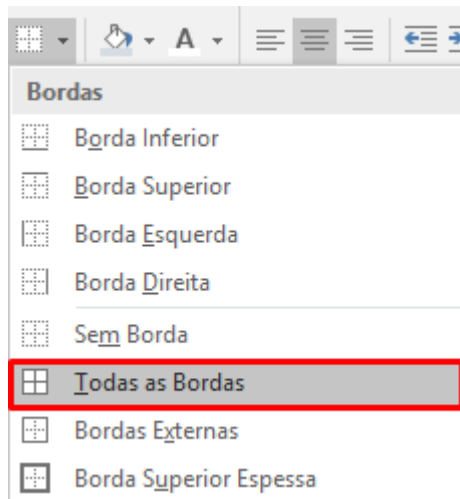 A
Bordas
Borda Inferior
Borda Superior
Borda Esquerda
Borda Direita
Sem Borda
Todas as Bordas
Bordas Externas
Borda Superior Espessa